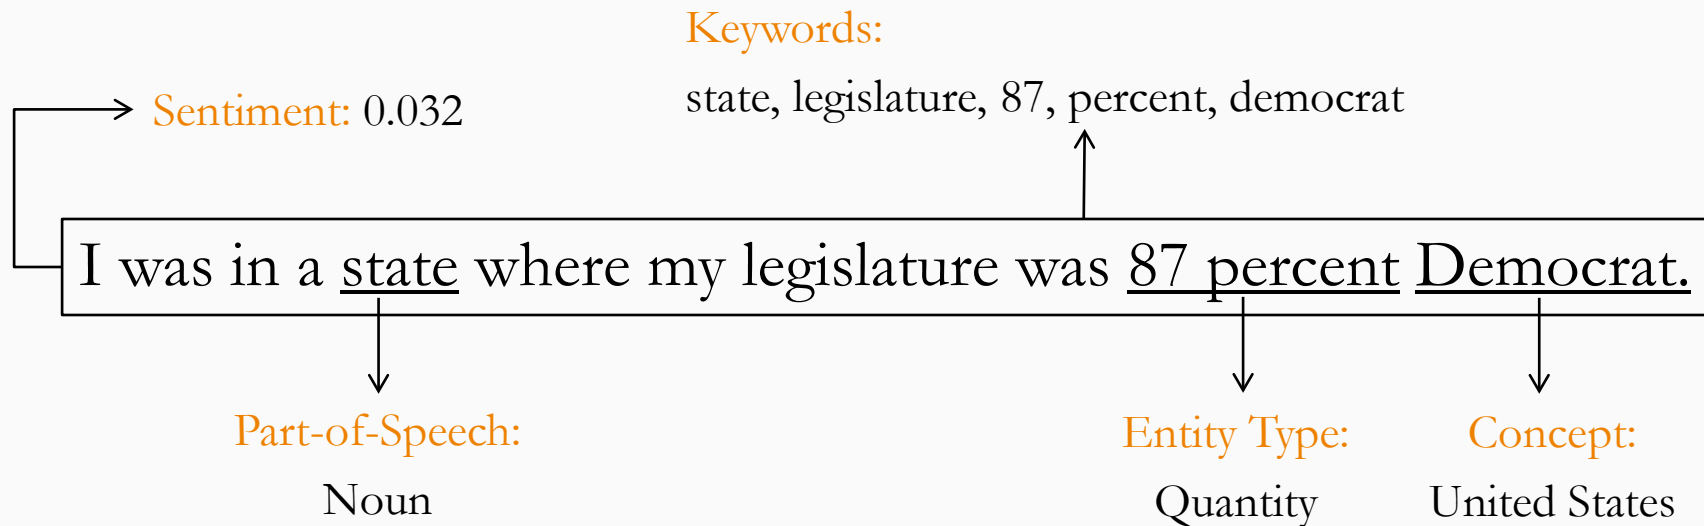 Keywords:
Sentiment: 0.032
state, legislature, 87, percent, democrat
I was in a state where my legislature was 87 percent Democrat.
Part-of-Speech:
Noun
Entity Type:
Quantity
Concept:
United States